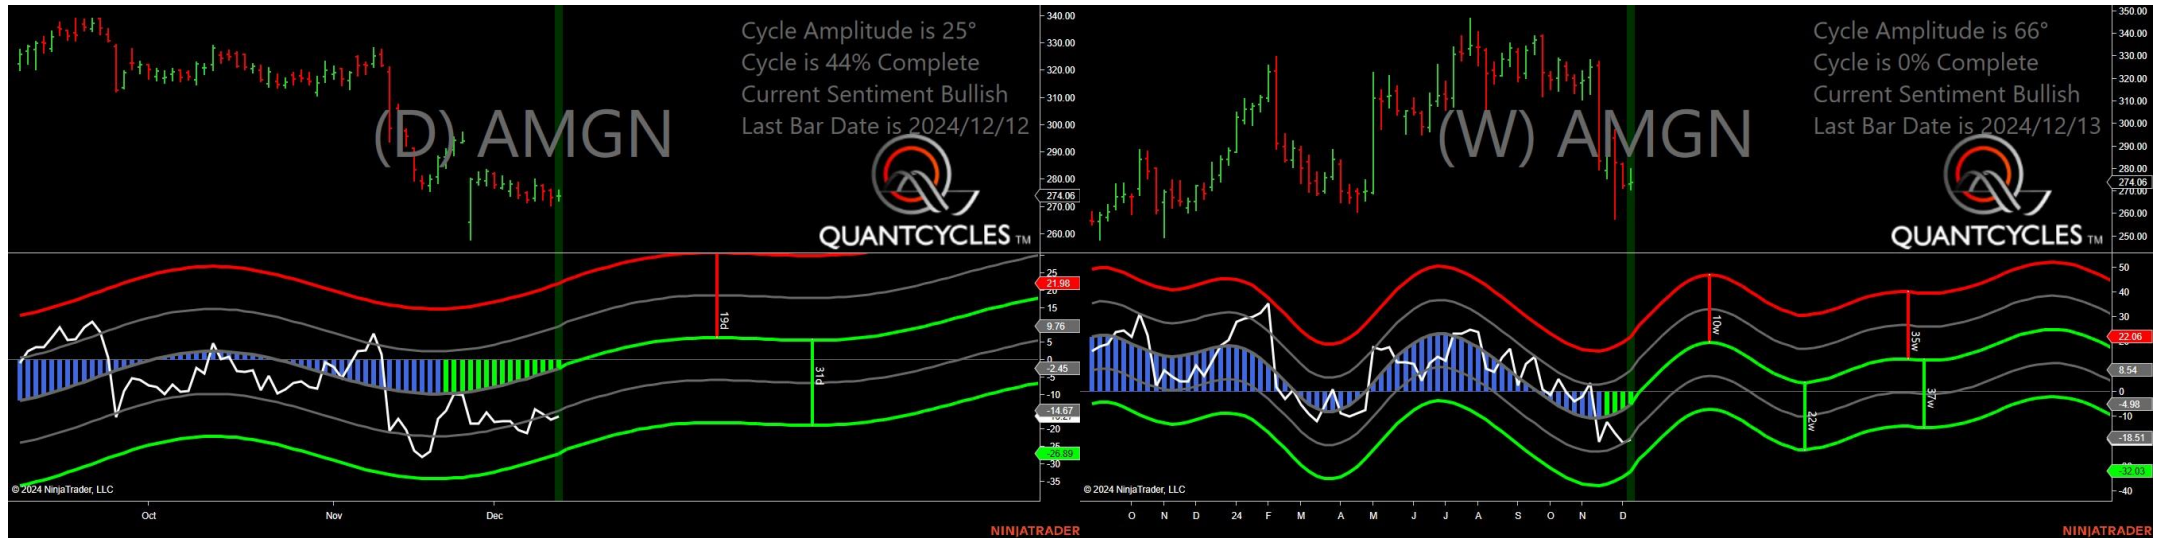 Cycle Amplitude is 25°
Cycle is 44% Complete
Current Sentiment Bullish
Last Bar Date is 2024/12/12
(D) AMGN
QUANTCYCLES TM
340.00
330.00
320.00
310.00
300.00
290.00
280.00
274.06
270.00
260.00
25
21.98
20
15
9.76
5
0
-2.45
-5
-10
-14.67
-20
-25
-26.89
-30
-35
19d
31d
© 2024 NinjaTrader, LLC
Oct
Nov
Dec
NINJATRADER
Cycle Amplitude is 66°
Cycle is 0% Complete
Current Sentiment Bullish
Last Bar Date is 2024/12/13
(W) AMGN
QUANTCYCLES TM
350.00
340.00
330.00
320.00
310.00
300.00
290.00
280.00
274.06
270.00
260.00
250.00
50
40
30
22.06
8.54
0
-4.98
-10
-18.51
-32.03
-40
10w
22w
35w
37w
© 2024 NinjaTrader, LLC
O N D 24 F M A M J J A S O N D
NINJATRADER